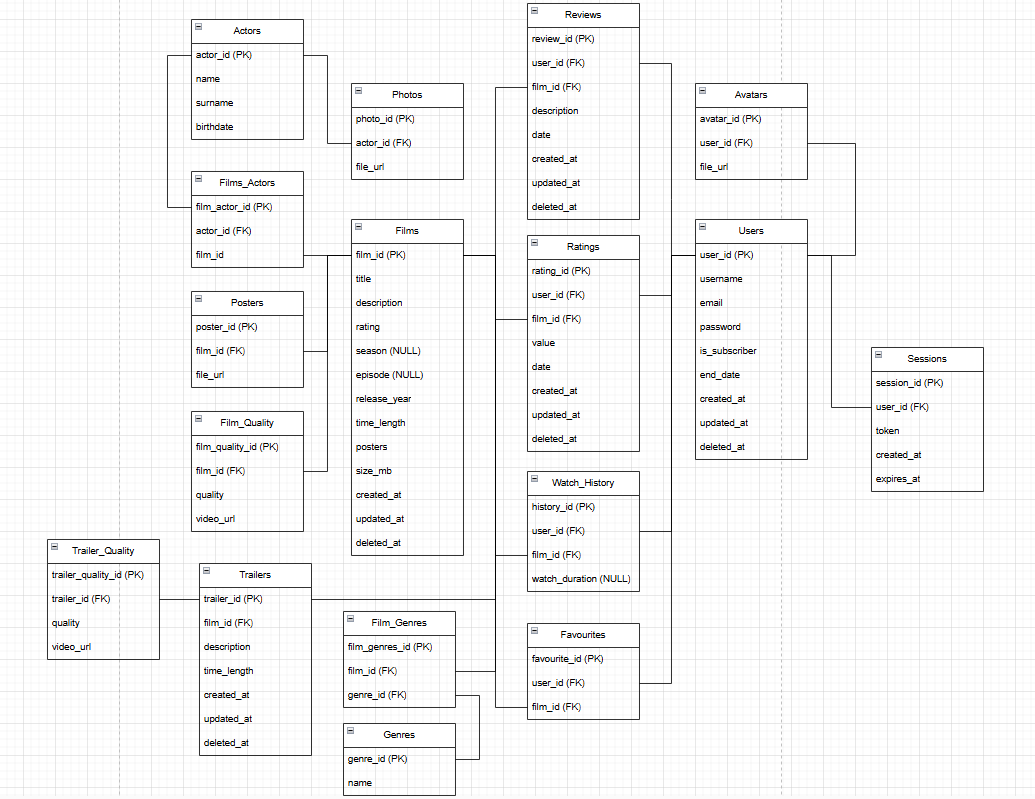 Actors
actor_id (PK)
name
surname
birthdate
Photos
photo_id (PK)
actor_id (FK)
file_url
Films_Actors
film_actor_id (PK)
actor_id (FK)
film_id
Posters
poster_id (PK)
film_id (FK)
file_url
Film_Quality
film_quality_id (PK)
film_id (FK)
quality
video_url
Films
film_id (PK)
title
description
rating
season (NULL)
episode (NULL)
release_year
time_length
posters
size_mb
created_at
updated_at
deleted_at
Trailer_Quality
trailer_quality_id (PK)
trailer_id (FK)
quality
video_url
Trailers
trailer_id (PK)
film_id (FK)
description
time_length
created_at
updated_at
deleted_at
Film_Genres
film_genres_id (PK)
film_id (FK)
genre_id (FK)
Genres
genre_id (PK)
name
Reviews
review_id (PK)
user_id (FK)
film_id (FK)
description
date
created_at
updated_at
deleted_at
Ratings
rating_id (PK)
user_id (FK)
film_id (FK)
value
date
created_at
updated_at
deleted_at
Watch_History
history_id (PK)
user_id (FK)
film_id (FK)
watch_duration (NULL)
Favourites
favourite_id (PK)
user_id (FK)
film_id (FK)
Avatars
avatar_id (PK)
user_id (FK)
file_url
Users
user_id (PK)
username
email
password
is_subscriber
end_date
created_at
updated_at
deleted_at
Sessions
session_id (PK)
user_id (FK)
token
created_at
expires_at